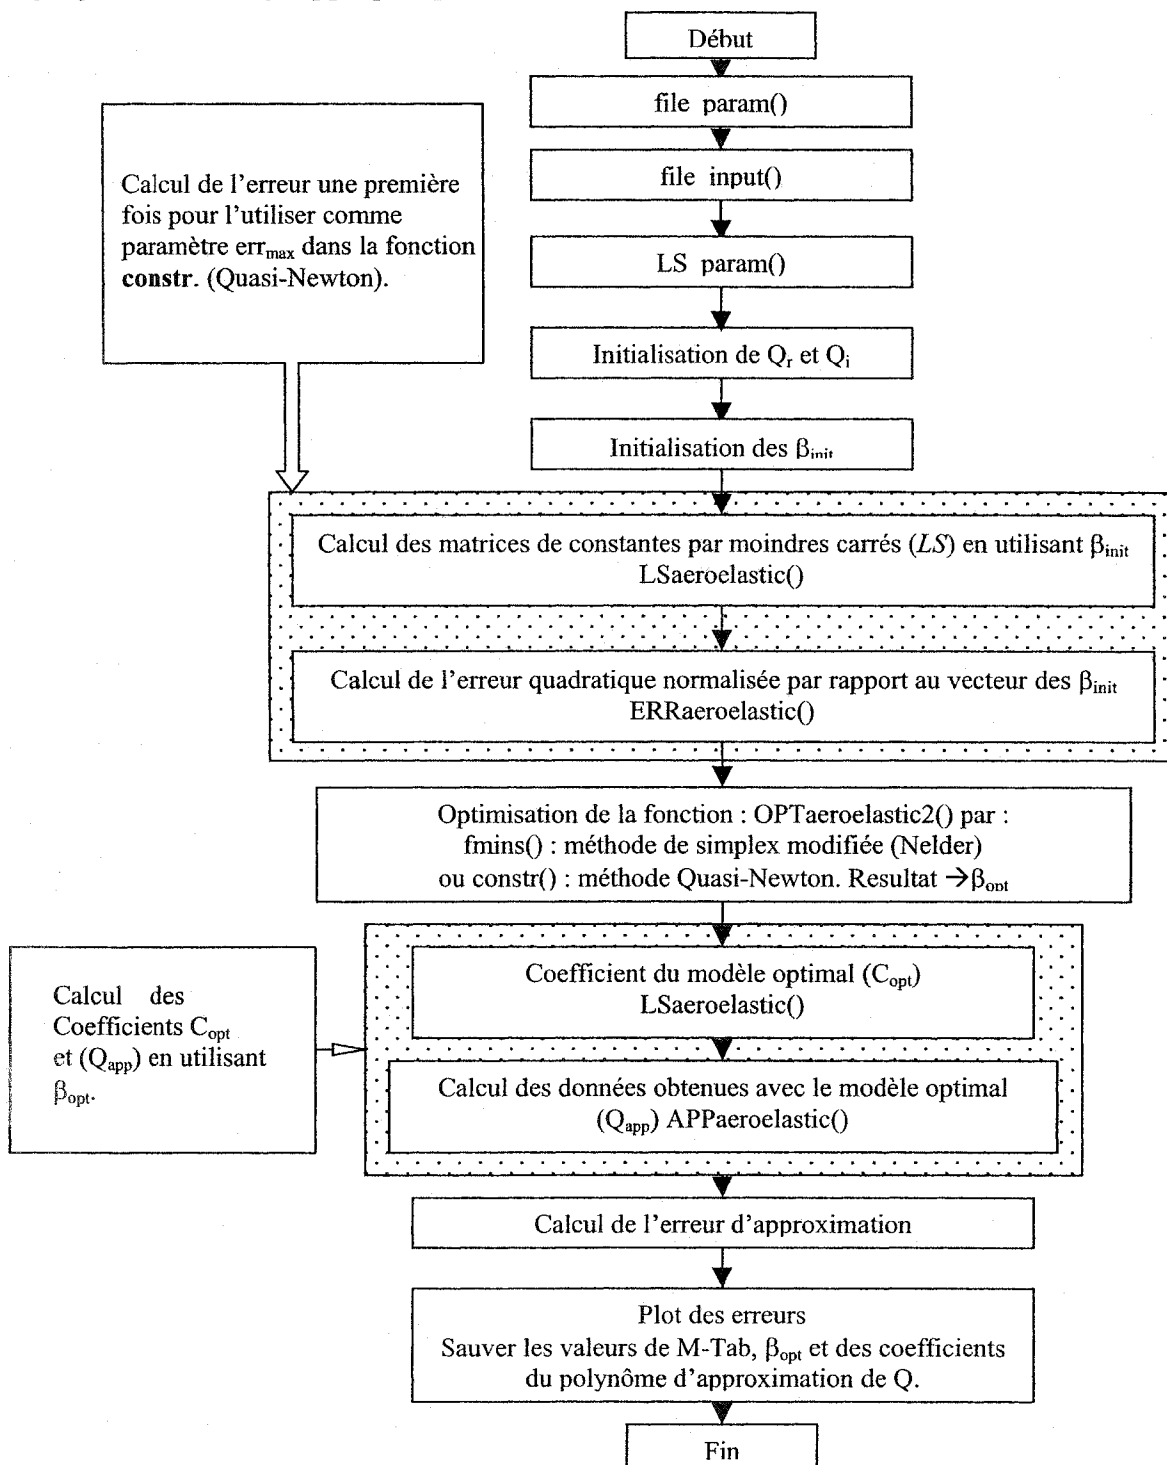 Début
file param()
file input()
LS param()
Initialisation de Qr et Qi
Initialisation des βinit
Calcul de l'erreur une première
fois pour l'utiliser comme
paramètre errmax dans la fonction
constr. (Quasi-Newton).
Calcul des matrices de constantes par moindres carrés (LS) en utilisant βinit
LSaeroelastic()
Calcul de l'erreur quadratique normalisée par rapport au vecteur des βinit
ERRaeroelastic()
Optimisation de la fonction : OPTaeroelastic2() par :
fmins() : méthode de simplex modifiée (Nelder)
ou constr() : méthode Quasi-Newton. Resultat →βopt
Calcul des
Coefficients Copt
et (Qapp) en utilisant
βopt.
Coefficient du modèle optimal (Copt)
LSaeroelastic()
Calcul des données obtenues avec le modèle optimal
(Qapp) APPaeroelastic()
Calcul de l'erreur d'approximation
Plot des erreurs
Sauver les valeurs de M-Tab, βopt et des coefficients
du polynôme d'approximation de Q.
Fin